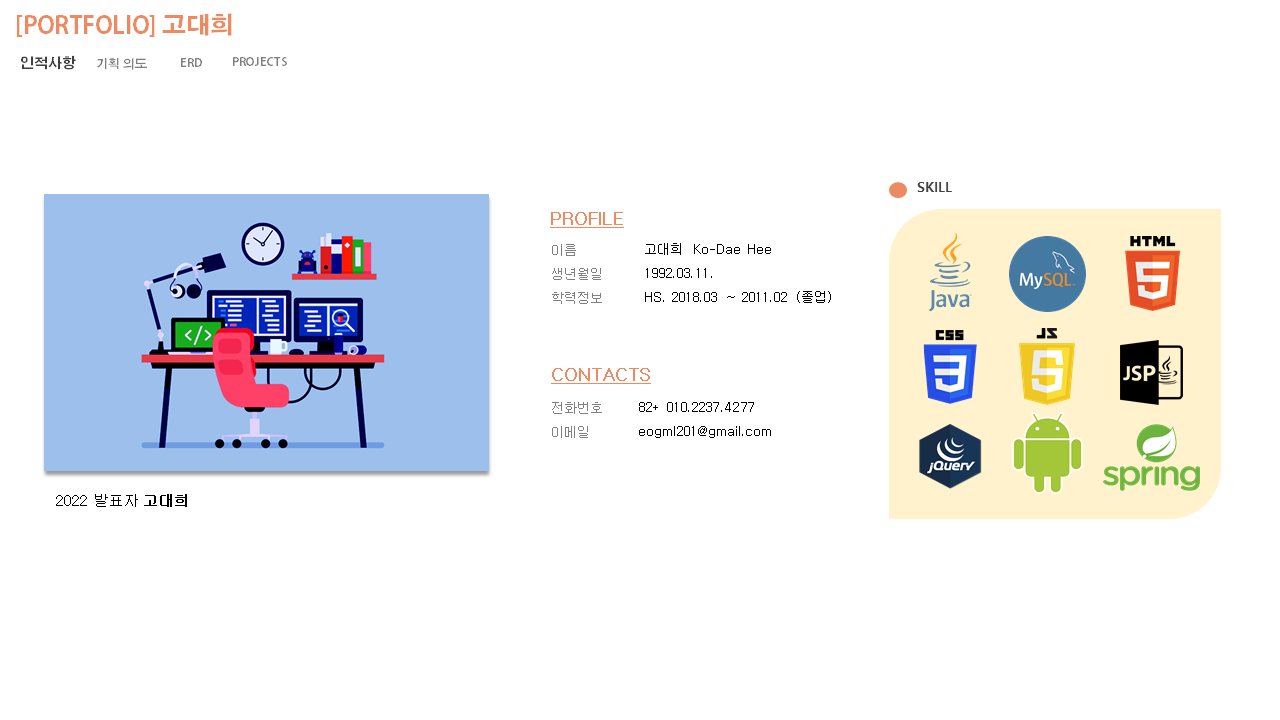 [PORTFOLIO] 고대희
인적사항 기획 의도 ERD PROJECTS
SKILL
PROFILE
이름 고대희 Ko-Dae Hee
생년월일 1992.03.11.
학력정보 HS. 2018.03 ~ 2011.02 (졸업)
CONTACTS
전화번호 82+ 010.2237.4277
이메일 eogml201@gmail.com
2022 발표자 고대희
Java
MySQL
HTML
5
CSS
3
JS
5
JSP
jQuery
spring